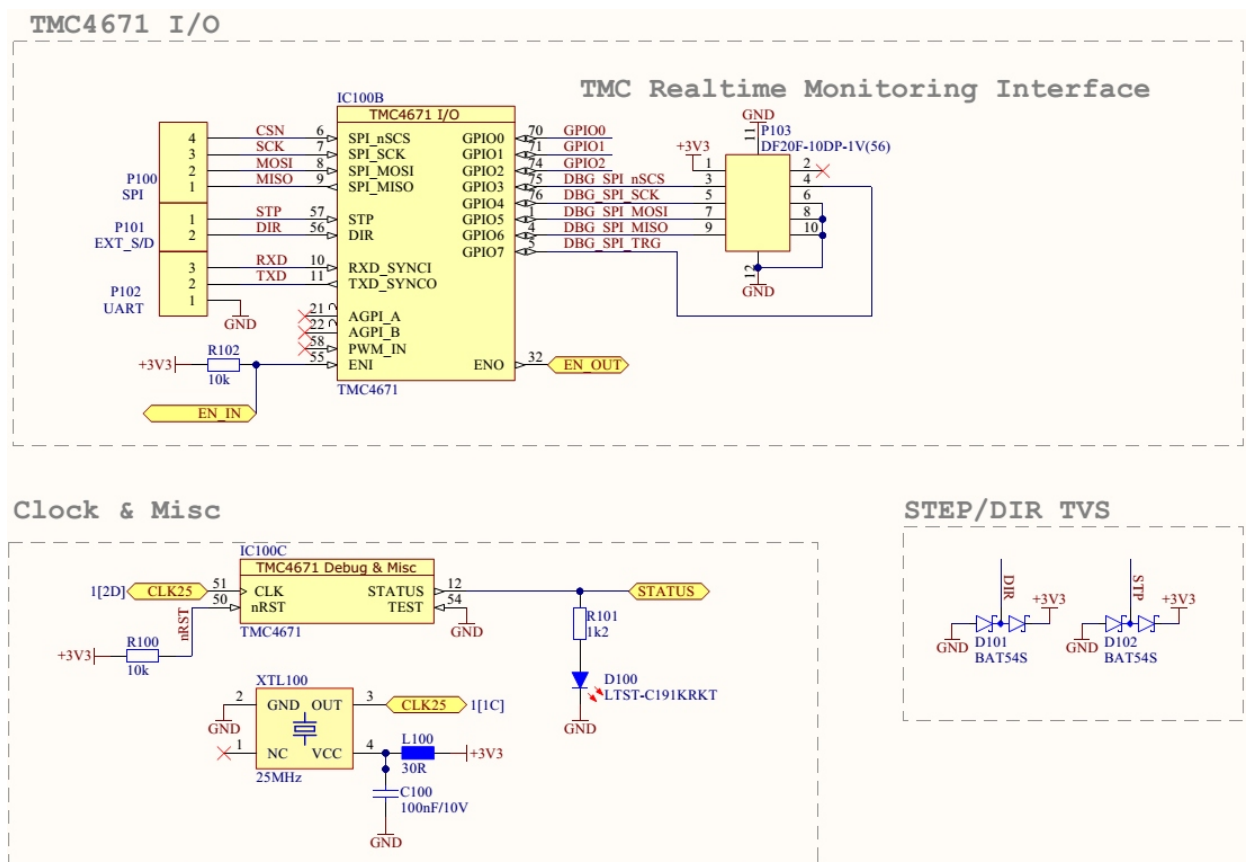 TMC4671 I/O
TMC Realtime Monitoring Interface
IC100B
TMC4671 I/O
4 CSN 6 SPI_nSCS GPIO0 70 GPIO0
3 SCK 7 SPI_SCK GPIO1 71 GPIO1
2 MOSI 8 SPI_MOSI GPIO2 74 GPIO2
1 MISO 9 SPI_MISO GPIO3 75 DBG_SPI_nSCS
P100
SPI
GPIO4 76 DBG_SPI_SCK
1 STP 57 STP GPIO5 1 DBG_SPI_MOSI
2 DIR 56 DIR GPIO6 4 DBG_SPI_MISO
P101
EXT_S/D
GPIO7 5 DBG_SPI_TRG
3 RXD 10 RXD_SYNCI
2 TXD 11 TXD_SYNCO
1
GND
P102
UART
21 AGPI_A
22 AGPI_B
58 PWM_IN
55 ENI ENO 32 EN_OUT
TMC4671
R102
+3V3
10k
EN_IN
GND
11
P103
DF20F-10DP-1V(56)
+3V3
1 2
3 4
5 6
7 8
9 10
12
GND
Clock & Misc
IC100C
TMC4671 Debug & Misc
1[2D] CLK25 51 CLK STATUS 12 STATUS
50 nRST TEST 54
nRST
TMC4671
GND
R100
+3V3
10k
R101
1k2
D100
LTST-C191KRKT
GND
XTL100
2 GND OUT 3 CLK25 1[1C]
GND
1 NC VCC 4
25MHz
L100
30R
+3V3
C100
100nF/10V
GND
STEP/DIR TVS
DIR
+3V3
GND
D101
BAT54S
STP
+3V3
GND
D102
BAT54S